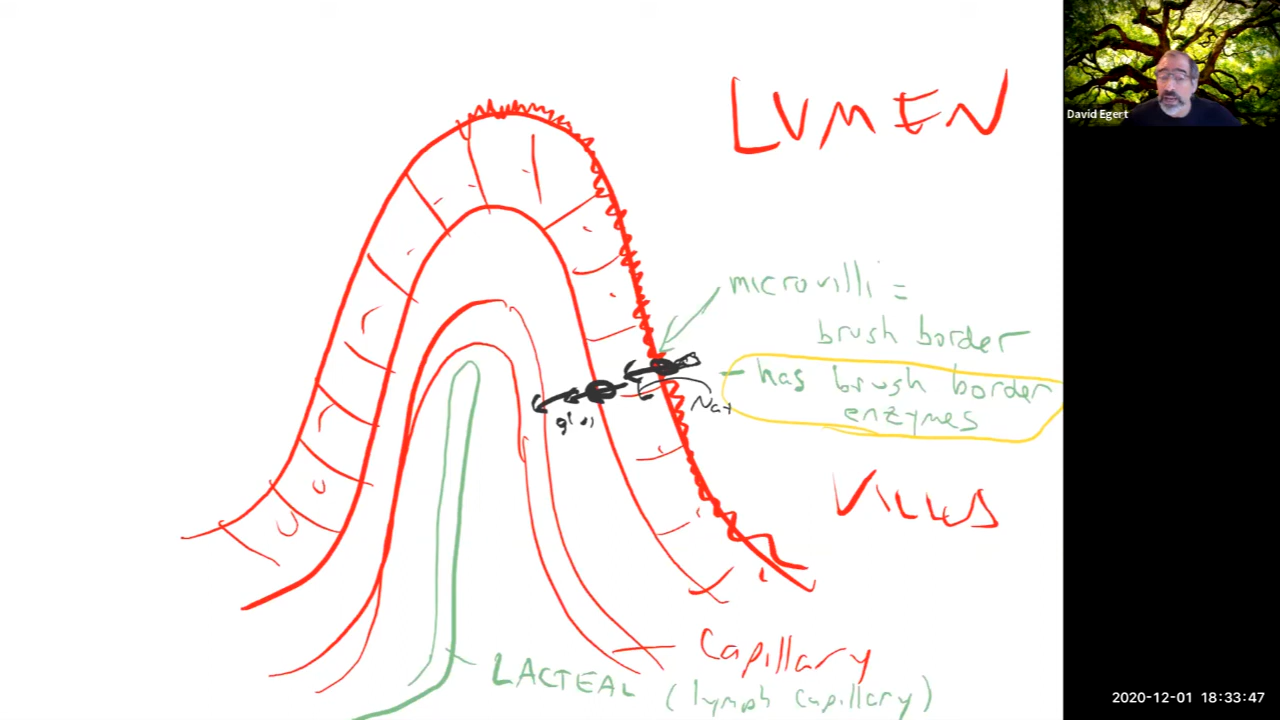 LUMEN
David Egert
microvilli =
brush border
- has brush border
enzymes
Na+
VILLUS
Capillary
LACTEAL (lymph capillary)
2020-12-01 18:33:47